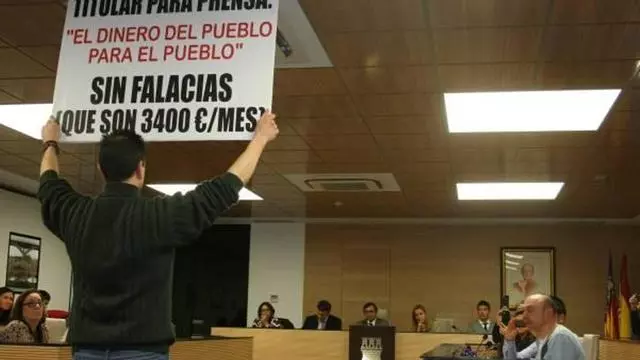 TITULAR PARA PRENSA:
"EL DINERO DEL PUEBLO
PARA EL PUEBLO"
SIN FALACIAS
(QUE SON 3400 €/MES)